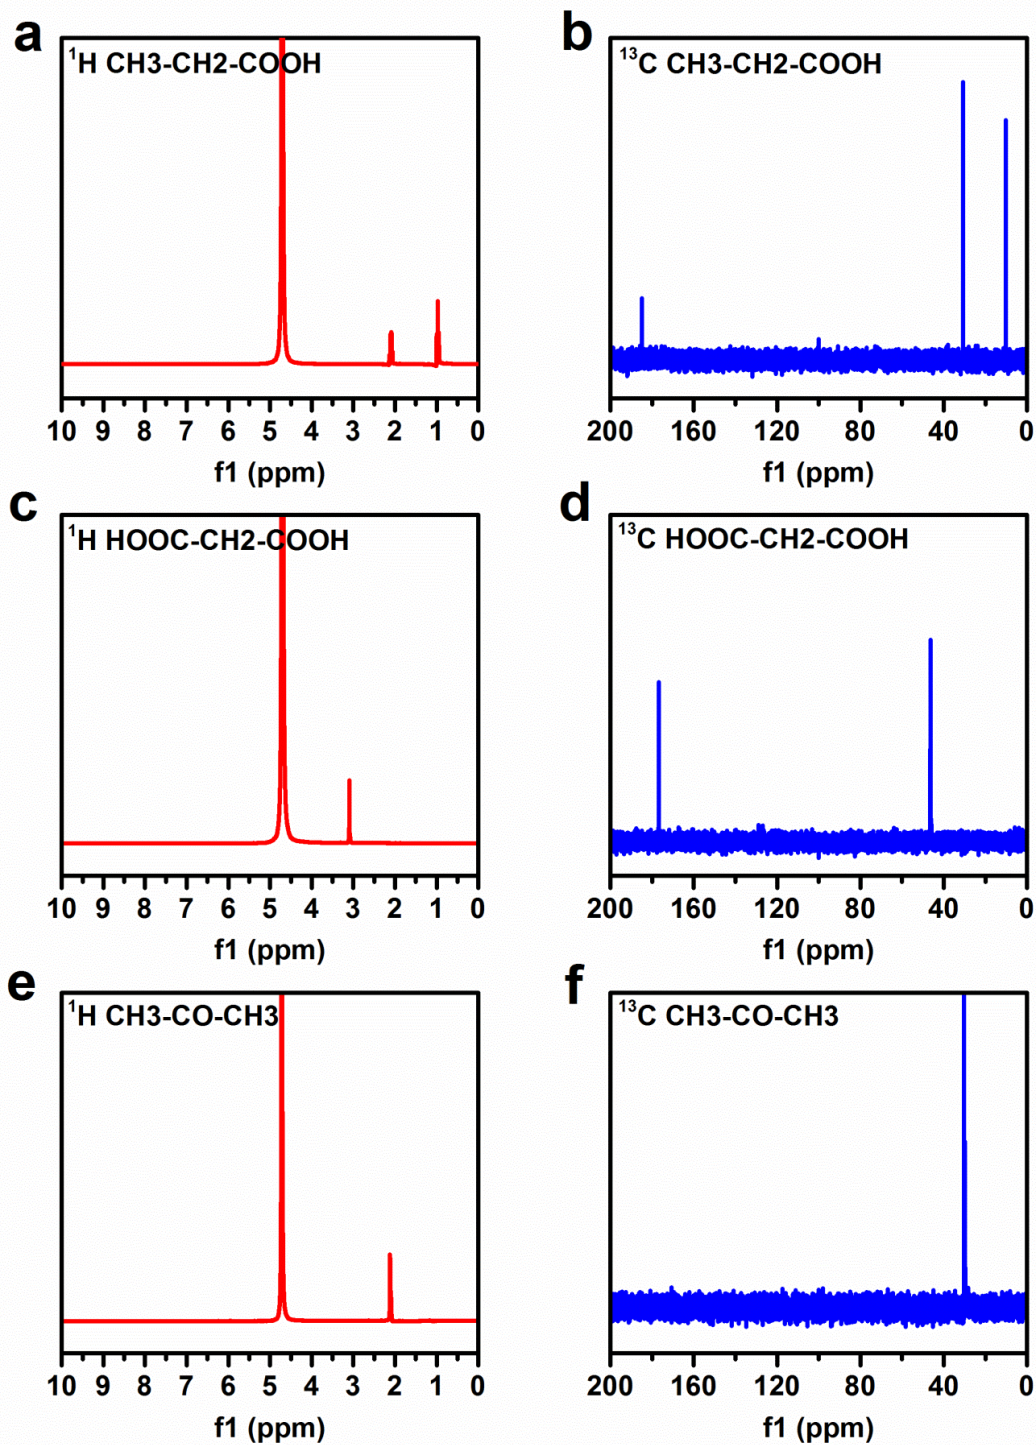 a
¹H CH3-CH2-COOH
10 9 8 7 6 5 4 3 2 1 0
f1 (ppm)
b
¹³C CH3-CH2-COOH
200 160 120 80 40 0
f1 (ppm)
c
¹H HOOC-CH2-COOH
10 9 8 7 6 5 4 3 2 1 0
f1 (ppm)
d
¹³C HOOC-CH2-COOH
200 160 120 80 40 0
f1 (ppm)
e
¹H CH3-CO-CH3
10 9 8 7 6 5 4 3 2 1 0
f1 (ppm)
f
¹³C CH3-CO-CH3
200 160 120 80 40 0
f1 (ppm)